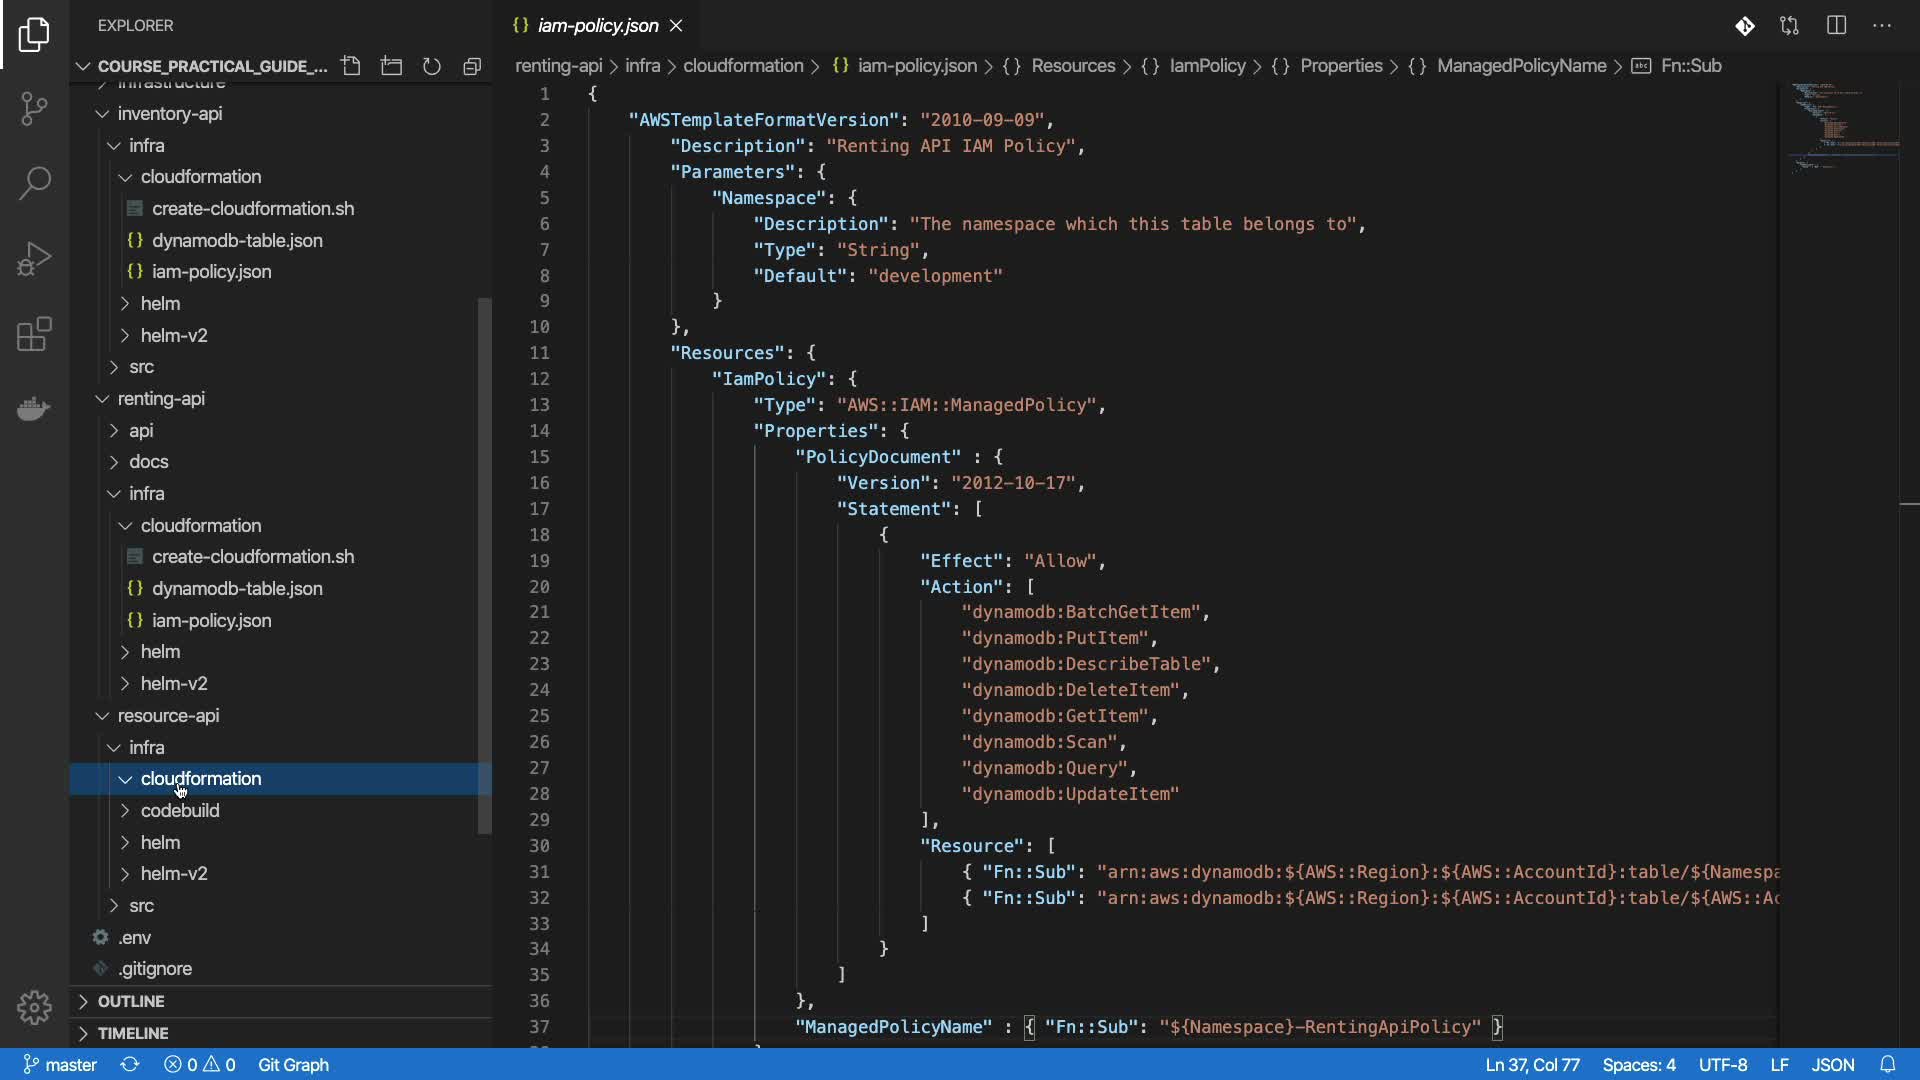 EXPLORER
COURSE_PRACTICAL_GUIDE_...
infrastructure
inventory-api
infra
cloudformation
create-cloudformation.sh
{} dynamodb-table.json
{} iam-policy.json
helm
helm-v2
src
renting-api
api
docs
infra
cloudformation
create-cloudformation.sh
{} dynamodb-table.json
{} iam-policy.json
helm
helm-v2
resource-api
infra
cloudformation
codebuild
helm
helm-v2
src
.env
.gitignore
OUTLINE
TIMELINE
{} iam-policy.json
renting-api > infra > cloudformation > {} iam-policy.json > {} Resources > {} IamPolicy > {} Properties > {} ManagedPolicyName > abc Fn::Sub
1 {
2 "AWSTemplateFormatVersion": "2010-09-09",
3 "Description": "Renting API IAM Policy",
4 "Parameters": {
5 "Namespace": {
6 "Description": "The namespace which this table belongs to",
7 "Type": "String",
8 "Default": "development"
9 }
10 },
11 "Resources": {
12 "IamPolicy": {
13 "Type": "AWS::IAM::ManagedPolicy",
14 "Properties": {
15 "PolicyDocument" : {
16 "Version": "2012-10-17",
17 "Statement": [
18 {
19 "Effect": "Allow",
20 "Action": [
21 "dynamodb:BatchGetItem",
22 "dynamodb:PutItem",
23 "dynamodb:DescribeTable",
24 "dynamodb:DeleteItem",
25 "dynamodb:GetItem",
26 "dynamodb:Scan",
27 "dynamodb:Query",
28 "dynamodb:UpdateItem"
29 ],
30 "Resource": [
31 { "Fn::Sub": "arn:aws:dynamodb:${AWS::Region}:${AWS::AccountId}:table/${Namespa
32 { "Fn::Sub": "arn:aws:dynamodb:${AWS::Region}:${AWS::AccountId}:table/${AWS::Ac
33 ]
34 }
35 ]
36 },
37 "ManagedPolicyName" : { "Fn::Sub": "${Namespace}-RentingApiPolicy" }
master 0 0 Git Graph
Ln 37, Col 77 Spaces: 4 UTF-8 LF JSON